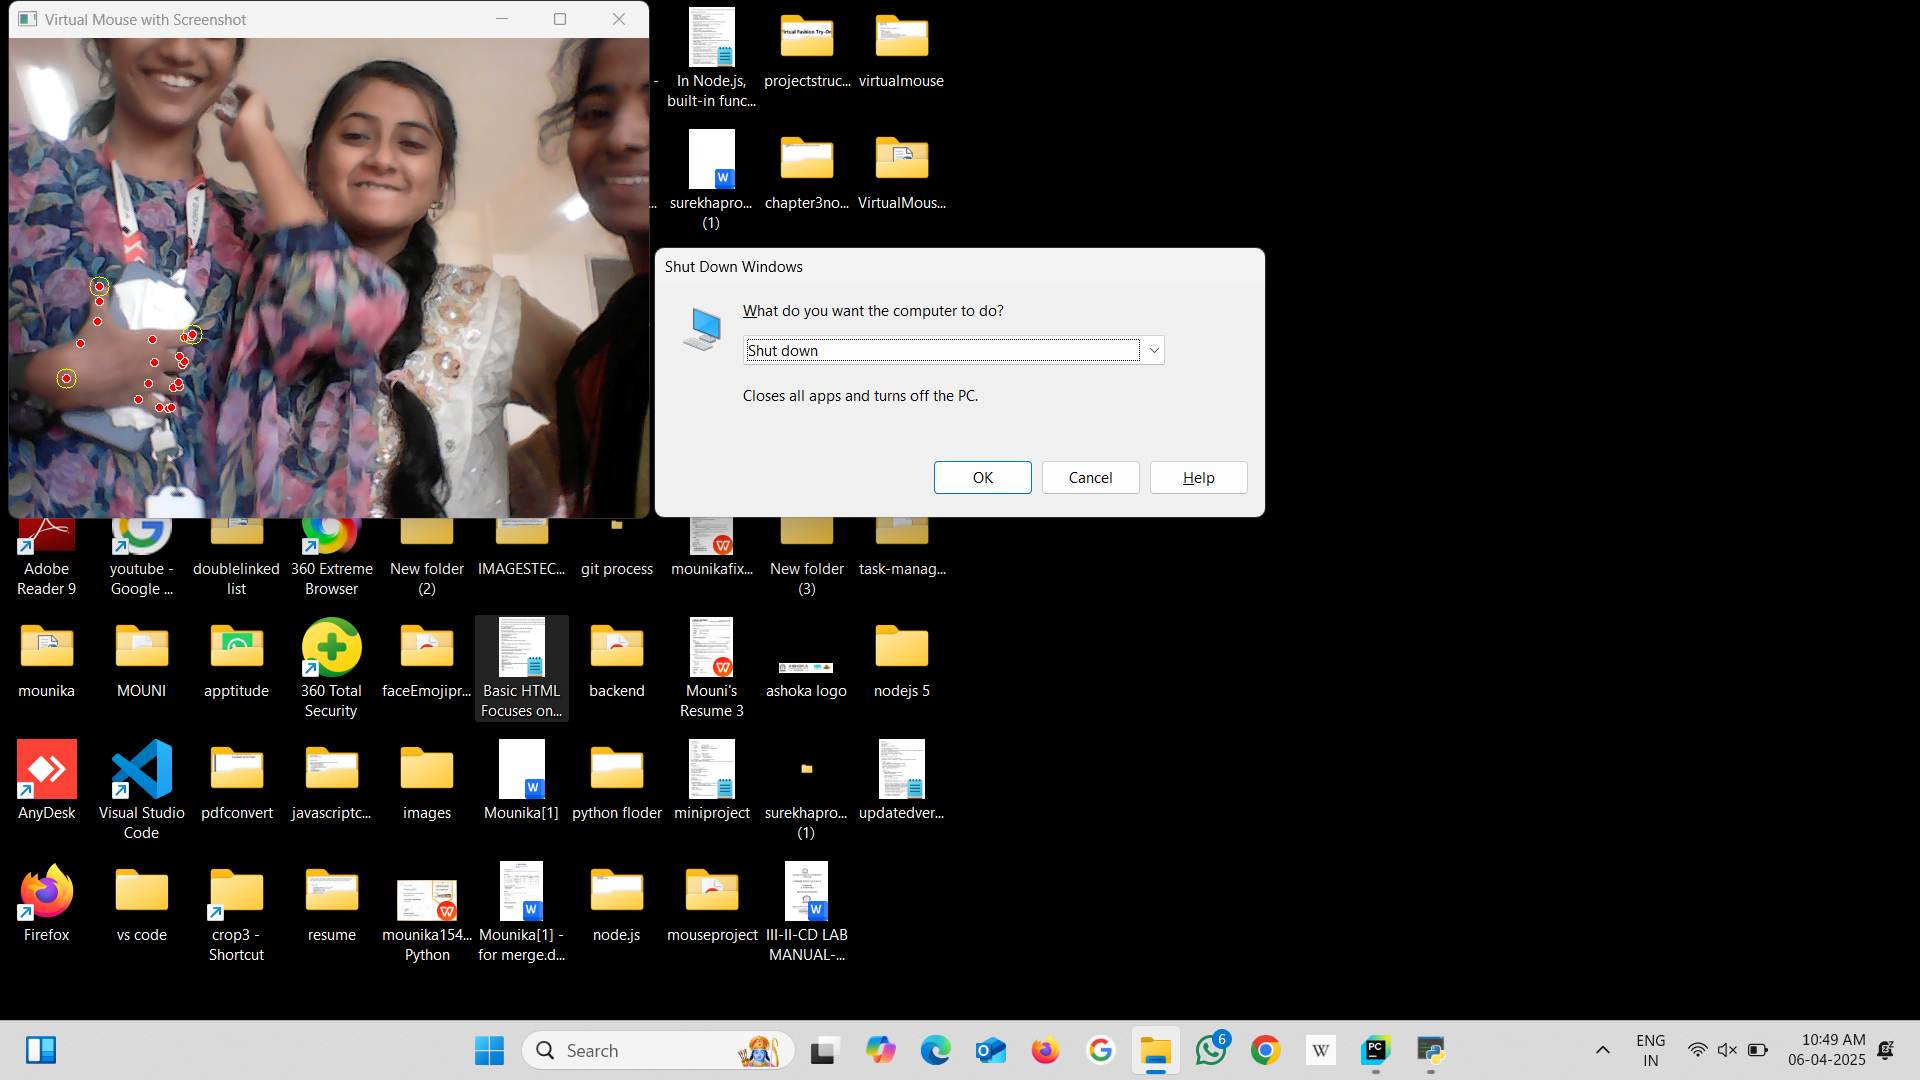 Virtual Mouse with Screenshot
In Node.js,
built-in func...
projectstruc...
virtualmouse
surekhapro...
(1)
chapter3no...
VirtualMous...
Shut Down Windows
What do you want the computer to do?
Shut down
Closes all apps and turns off the PC.
OK
Cancel
Help
Adobe
Reader 9
youtube -
Google ...
doublelinked
list
360 Extreme
Browser
New folder
(2)
IMAGESTEC...
git process
mounikafix...
New folder
(3)
task-manag...
mounika
MOUNI
apptitude
360 Total
Security
faceEmojipr...
Basic HTML
Focuses on...
backend
Mouni's
Resume 3
ashoka logo
nodejs 5
AnyDesk
Visual Studio
Code
pdfconvert
javascriptc...
images
Mounika[1]
python floder
miniproject
surekhapro...
(1)
updatedver...
Firefox
vs code
crop3 -
Shortcut
resume
mounika154...
Python
Mounika[1] -
for merge.d...
node.js
mouseproject
III-II-CD LAB
MANUAL-...
Search
6
ENG
IN
10:49 AM
06-04-2025